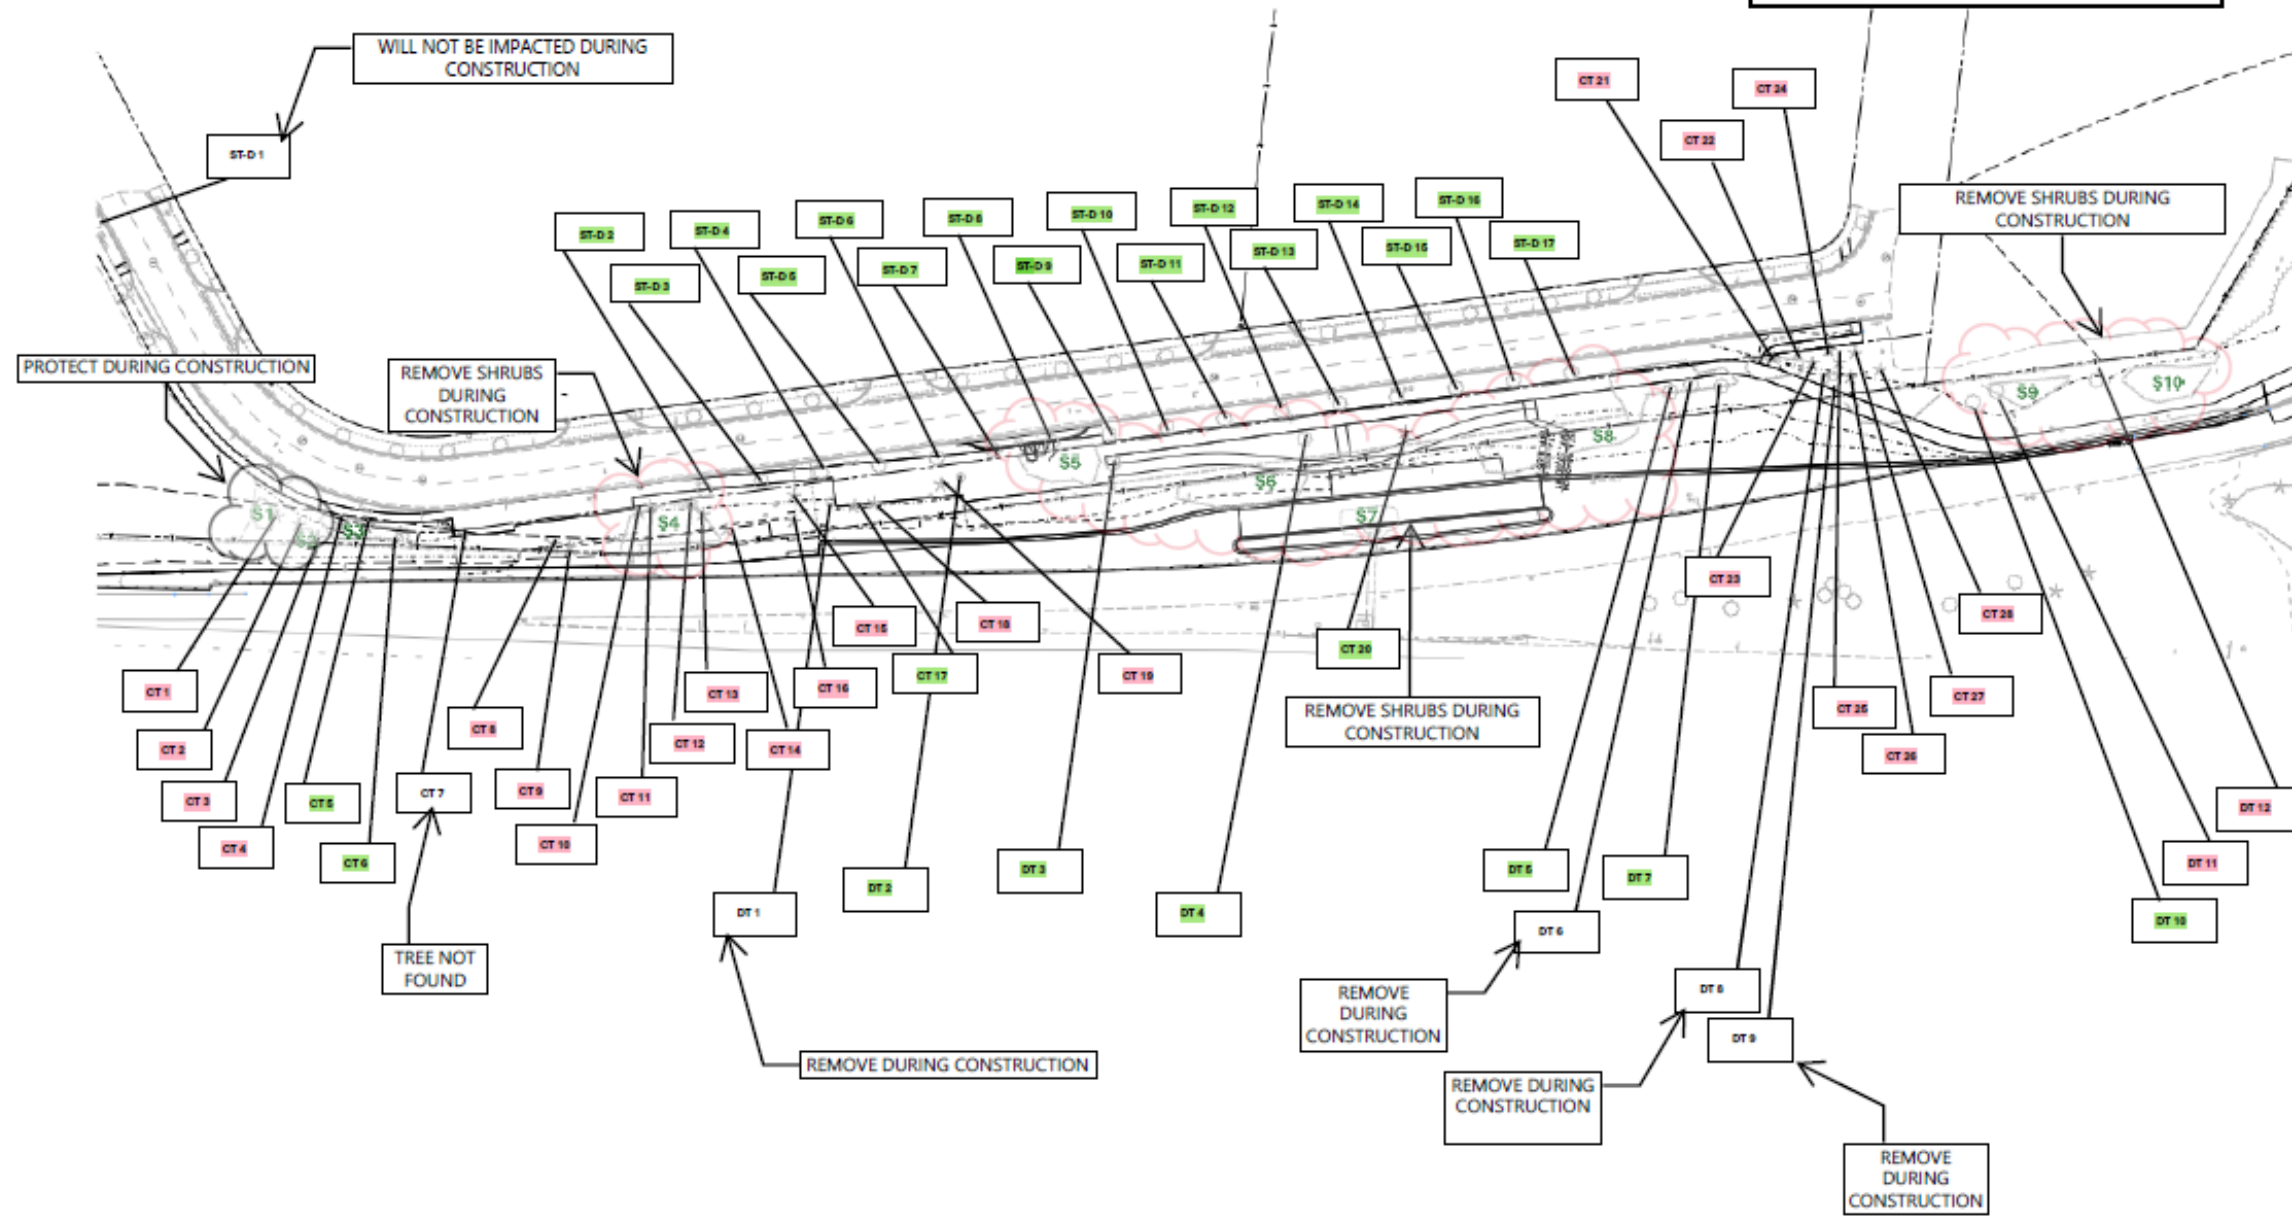 WILL NOT BE IMPACTED DURING
CONSTRUCTION
ST-D 1
CT 21
CT 24
CT 22
REMOVE SHRUBS DURING
CONSTRUCTION
ST-D 2
ST-D 4
ST-D 6
ST-D 8
ST-D 10
ST-D 12
ST-D 14
ST-D 16
ST-D 3
ST-D 5
ST-D 7
ST-D 9
ST-D 11
ST-D 13
ST-D 15
ST-D 17
PROTECT DURING CONSTRUCTION
REMOVE SHRUBS
DURING
CONSTRUCTION
S1
S2
S3
S4
S5
S6
S7
S8
S9
S10
CT 23
CT 28
CT 15
CT 18
CT 20
CT 1
CT 13
CT 16
CT 17
CT 19
CT 27
CT 2
CT 8
CT 12
CT 14
REMOVE SHRUBS DURING
CONSTRUCTION
CT 25
CT 26
CT 3
CT 5
CT 7
CT 9
CT 11
DT 12
CT 4
CT 6
CT 10
DT 1
DT 2
DT 3
DT 4
DT 5
DT 7
DT 11
DT 6
DT 10
TREE NOT
FOUND
REMOVE
DURING
CONSTRUCTION
DT 8
DT 9
REMOVE DURING CONSTRUCTION
REMOVE DURING
CONSTRUCTION
REMOVE
DURING
CONSTRUCTION